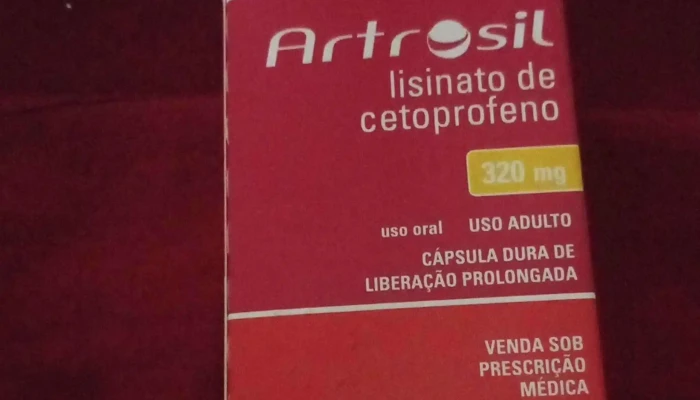 Artrosil
lisinato de
cetoprofeno
320 mg
uso oral USO ADULTO
CÁPSULA DURA DE
LIBERAÇÃO PROLONGADA
VENDA SOB
PRESCRIÇÃO
MÉDICA